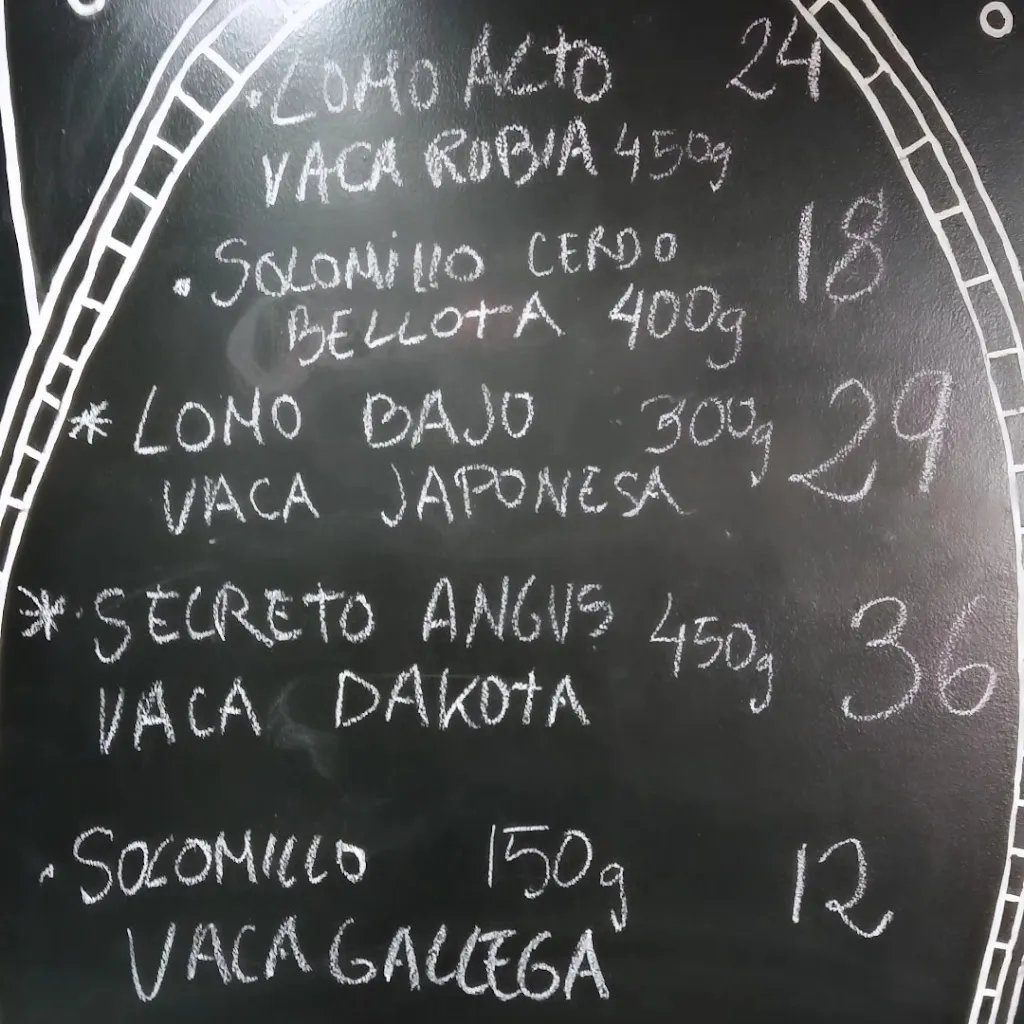 · LOMO ALTO 24
VACA RUBIA 450g
· SOLOMILLO CERDO 18
BELLOTA 400g
* LOMO BAJO 300g 29
VACA JAPONESA
* SECRETO ANGUS 450g 36
VACA DAKOTA
· SOLOMILLO 150g 12
VACA GALLEGA